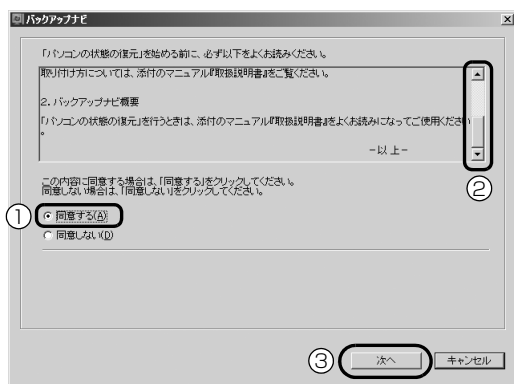 バックアップナビ
「パソコンの状態の復元」を始める前に、必ず以下をよくお読みください。
取り付け方については、添付のマニュアル『取扱説明書』をご覧ください。
2. バックアップナビ概要
「パソコンの状態の復元」を行うときは、添付のマニュアル『取扱説明書』をよくお読みになってご使用ください
。
－以上－
②
この内容に同意する場合は、「同意する」をクリックしてください。
同意しない場合は、「同意しない」をクリックしてください。
① 同意する(A)
同意しない(D)
③ 次へ キャンセル